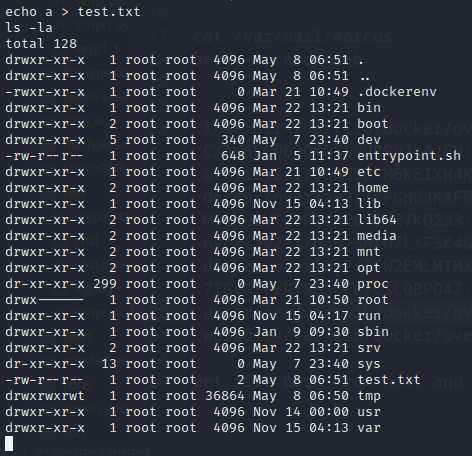 echo a > test.txt
ls -la
total 128
drwxr-xr-x   1 root root  4096 May  8 06:51 .
drwxr-xr-x   1 root root  4096 May  8 06:51 ..
-rwxr-xr-x   1 root root     0 Mar 21 10:49 .dockerenv
drwxr-xr-x   1 root root  4096 Mar 22 13:21 bin
drwxr-xr-x   2 root root  4096 Mar 22 13:21 boot
drwxr-xr-x   5 root root   340 May  7 23:40 dev
-rw-r--r--   1 root root   648 Jan  5 11:37 entrypoint.sh
drwxr-xr-x   1 root root  4096 Mar 21 10:49 etc
drwxr-xr-x   2 root root  4096 Mar 22 13:21 home
drwxr-xr-x   1 root root  4096 Nov 15 04:13 lib
drwxr-xr-x   2 root root  4096 Mar 22 13:21 lib64
drwxr-xr-x   2 root root  4096 Mar 22 13:21 media
drwxr-xr-x   2 root root  4096 Mar 22 13:21 mnt
drwxr-xr-x   2 root root  4096 Mar 22 13:21 opt
dr-xr-xr-x 299 root root     0 May  7 23:40 proc
drwx------   1 root root  4096 Mar 21 10:50 root
drwxr-xr-x   1 root root  4096 Nov 15 04:17 run
drwxr-xr-x   1 root root  4096 Jan  9 09:30 sbin
drwxr-xr-x   2 root root  4096 Mar 22 13:21 srv
dr-xr-xr-x  13 root root     0 May  7 23:40 sys
-rw-r--r--   1 root root     2 May  8 06:51 test.txt
drwxrwxrwt   1 root root 36864 May  8 06:50 tmp
drwxr-xr-x   1 root root  4096 Nov 14 00:00 usr
drwxr-xr-x   1 root root  4096 Nov 15 04:13 var
cat /var/mail/marcus